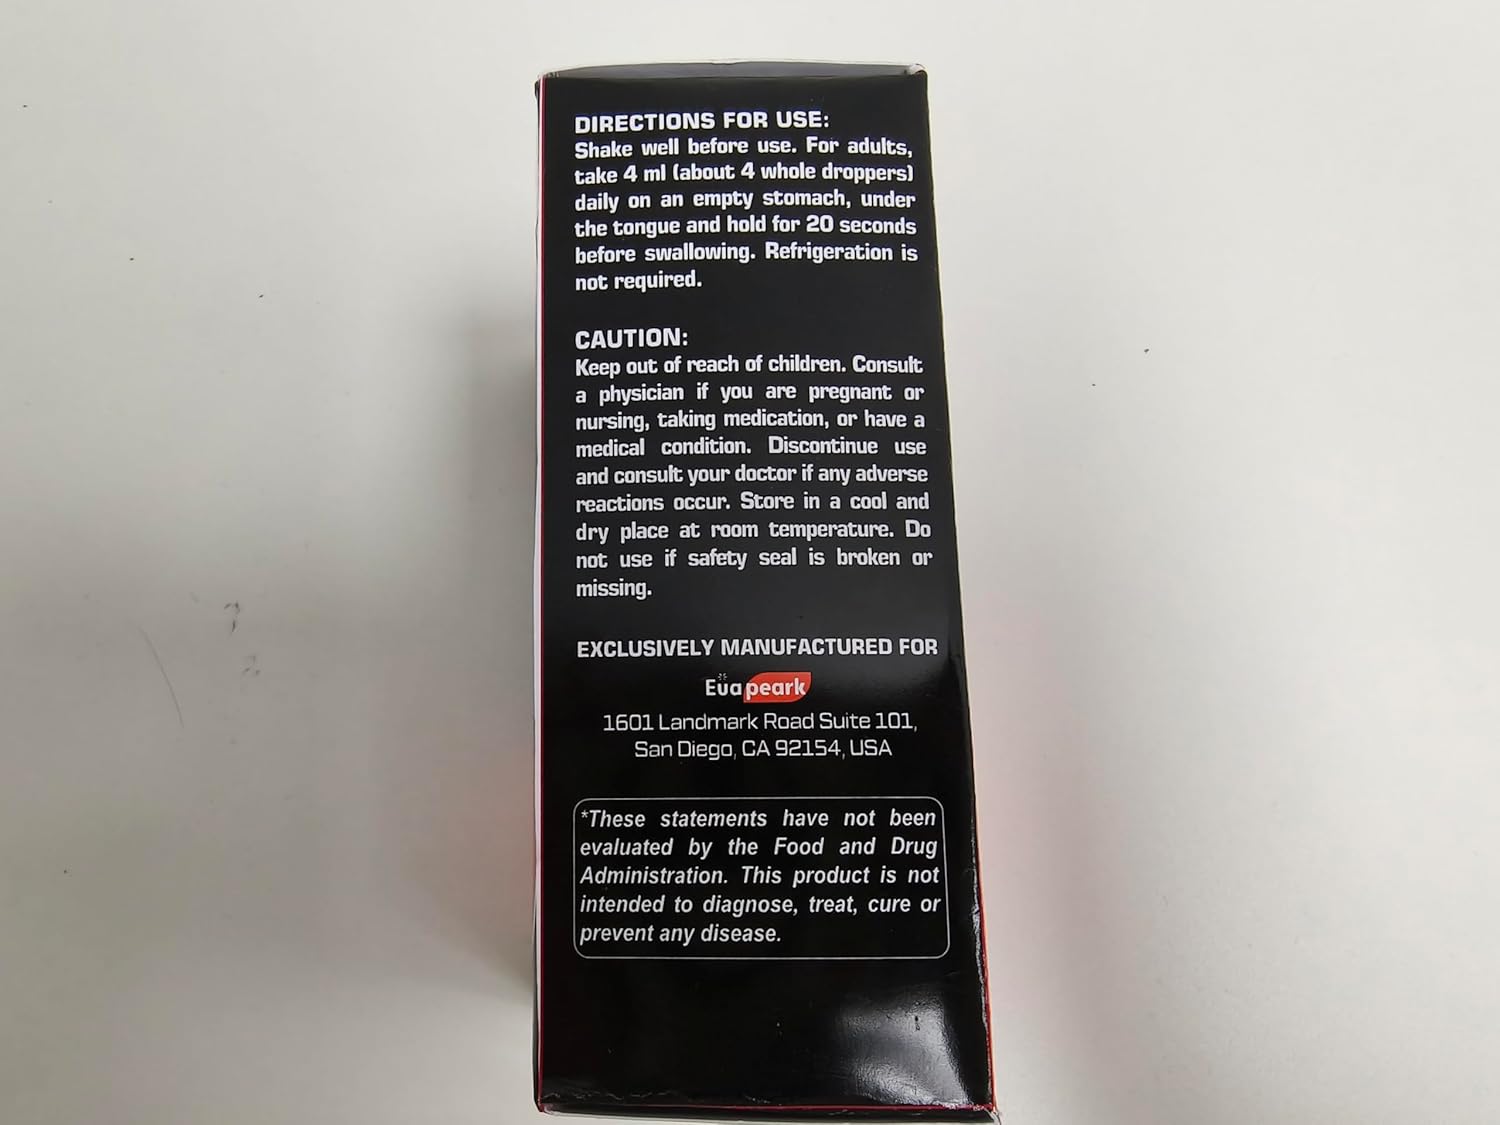 DIRECTIONS FOR USE:
Shake well before use. For adults,
take 4 ml (about 4 whole droppers)
daily on an empty stomach, under
the tongue and hold for 20 seconds
before swallowing. Refrigeration is
not required.
CAUTION:
Keep out of reach of children. Consult
a physician if you are pregnant or
nursing, taking medication, or have a
medical condition. Discontinue use
and consult your doctor if any adverse
reactions occur. Store in a cool and
dry place at room temperature. Do
not use if safety seal is broken or
missing.
EXCLUSIVELY MANUFACTURED FOR
Euapeark
1601 Landmark Road Suite 101,
San Diego, CA 92154, USA
*These statements have not been
evaluated by the Food and Drug
Administration. This product is not
intended to diagnose, treat, cure or
prevent any disease.